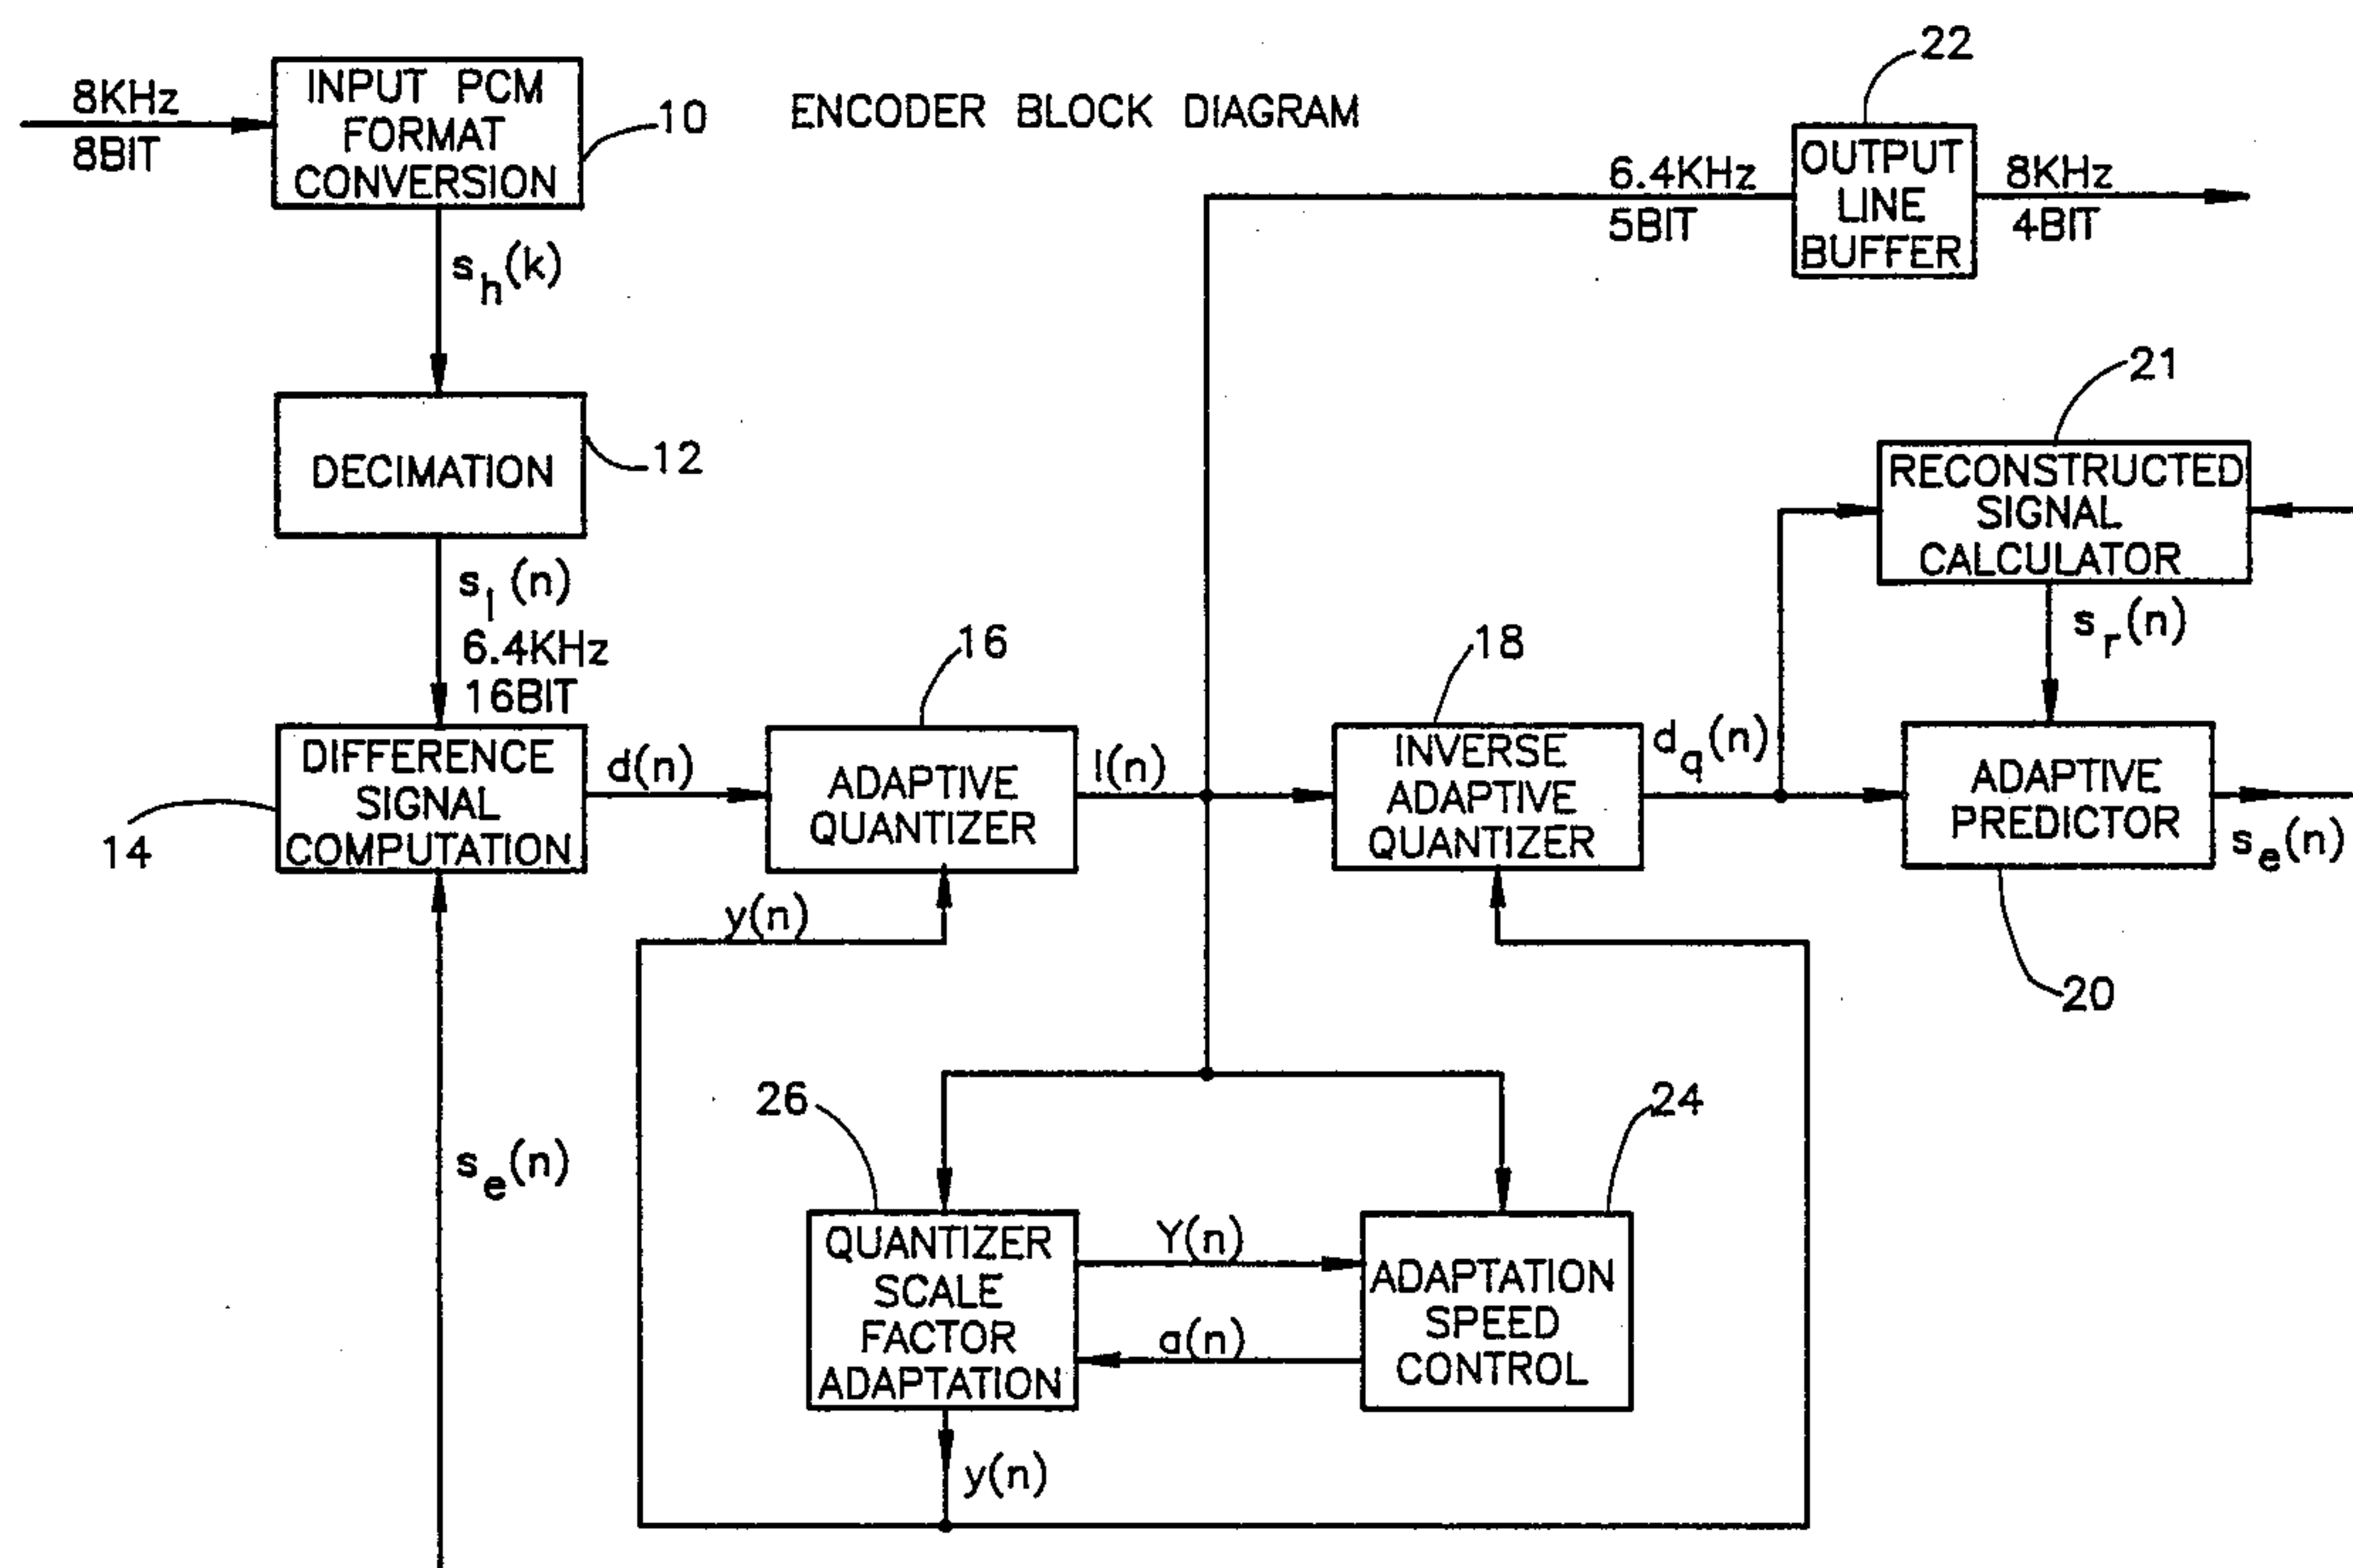 8KHz
8BIT
INPUT PCM
FORMAT
CONVERSION
10
ENCODER BLOCK DIAGRAM
22
6.4KHz
5BIT
OUTPUT
LINE
BUFFER
8KHz
4BIT
s_h(k)
DECIMATION
12
21
RECONSTRUCTED
SIGNAL
CALCULATOR
s_l(n)
6.4KHz
16BIT
s_r(n)
14
DIFFERENCE
SIGNAL
COMPUTATION
d(n)
16
ADAPTIVE
QUANTIZER
I(n)
18
INVERSE
ADAPTIVE
QUANTIZER
d_q(n)
ADAPTIVE
PREDICTOR
s_e(n)
20
y(n)
s_e(n)
26
QUANTIZER
SCALE
FACTOR
ADAPTATION
Y(n)
a(n)
24
ADAPTATION
SPEED
CONTROL
y(n)